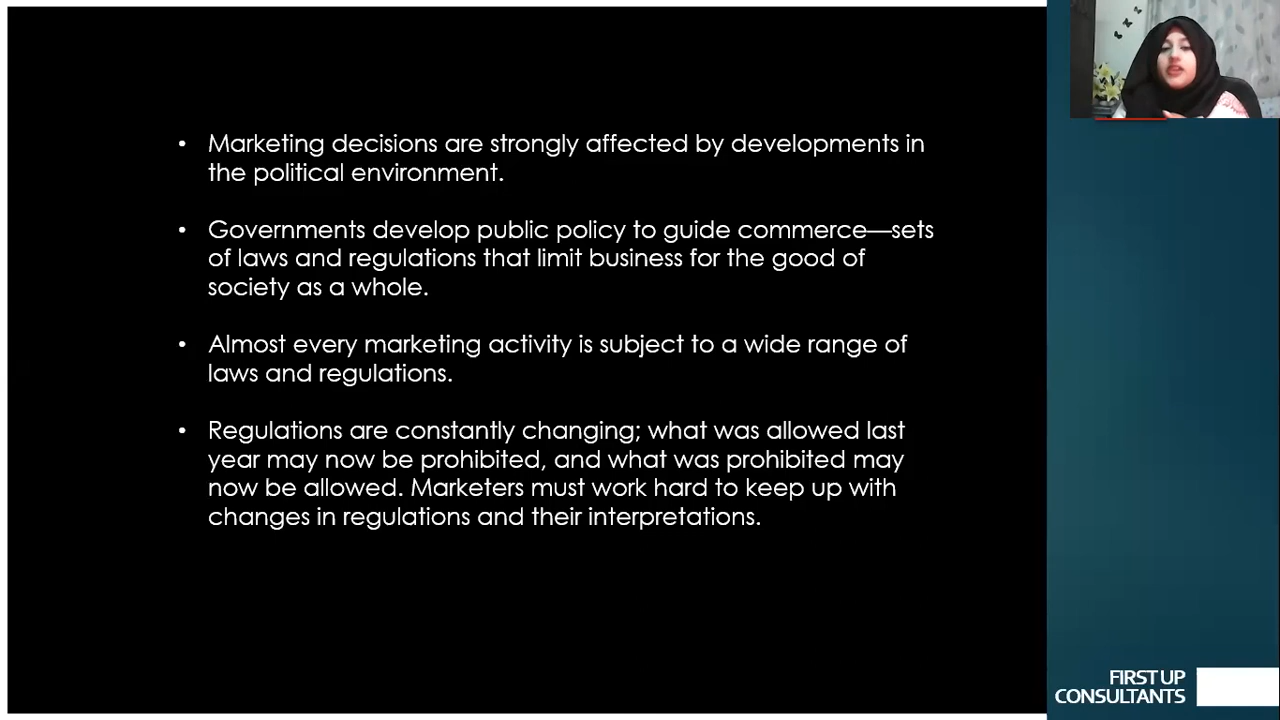 • Marketing decisions are strongly affected by developments in
the political environment.
• Governments develop public policy to guide commerce—sets
of laws and regulations that limit business for the good of
society as a whole.
• Almost every marketing activity is subject to a wide range of
laws and regulations.
• Regulations are constantly changing; what was allowed last
year may now be prohibited, and what was prohibited may
now be allowed. Marketers must work hard to keep up with
changes in regulations and their interpretations.
FIRST UP
CONSULTANTS